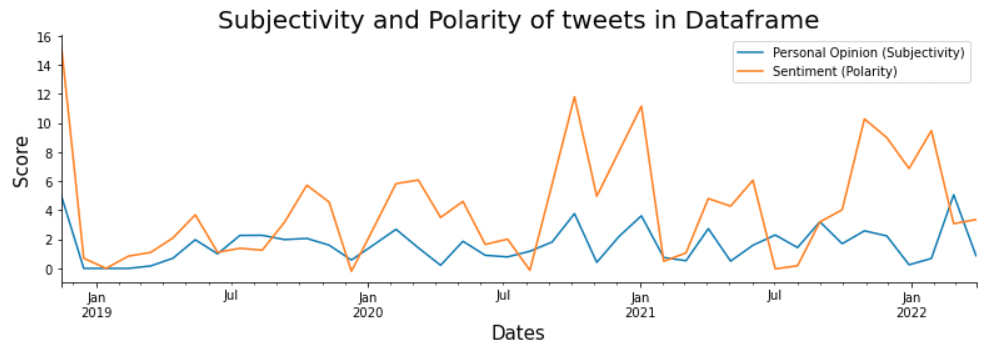 Subjectivity and Polarity of tweets in Dataframe
Personal Opinion (Subjectivity)
Sentiment (Polarity)
Score
16
14
12
10
8
6
4
2
0
Jan Jul Jan Jul Jan Jul Jan
2019 2020 2021 2022
Dates